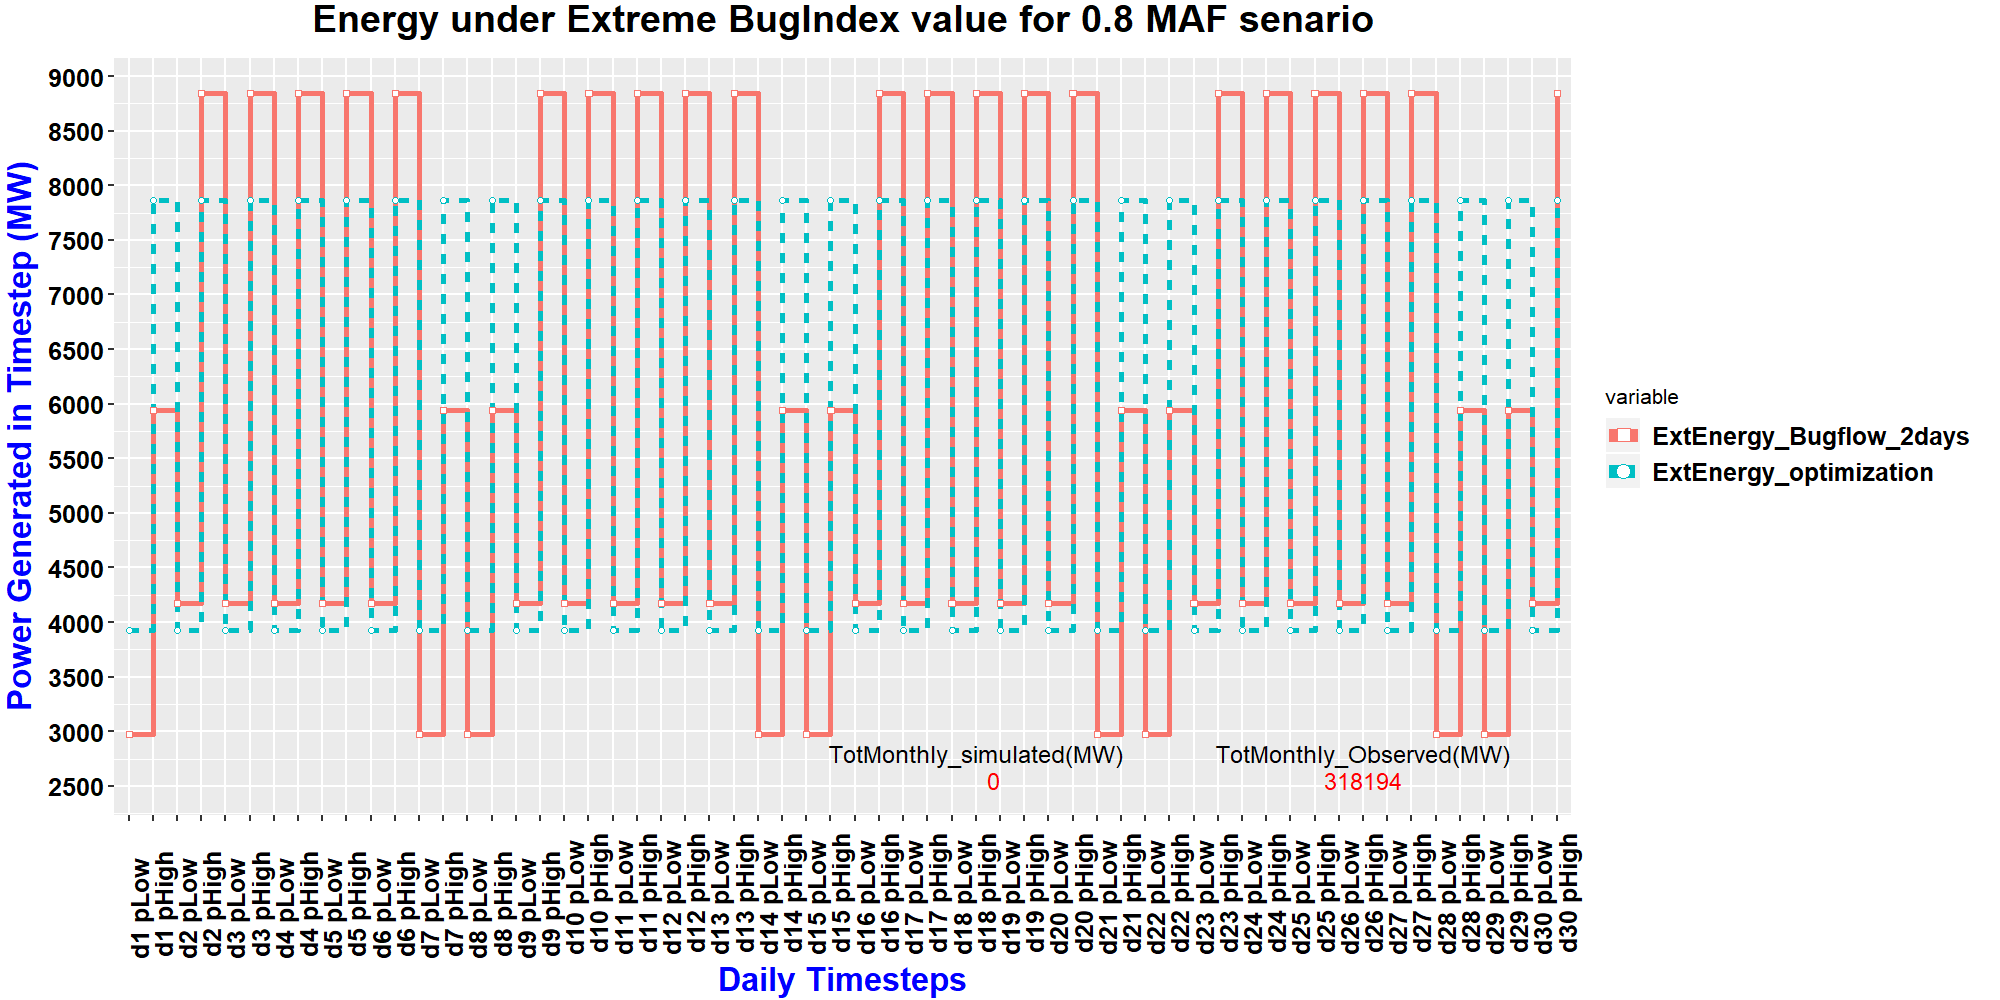 Energy under Extreme BugIndex value for 0.8 MAF senario
Power Generated in Timestep (MW)
9000
8500
8000
7500
7000
6500
6000
5500
5000
4500
4000
3500
3000
2500
TotMonthly_simulated(MW)
0
TotMonthly_Observed(MW)
318194
d1 pLow
d1 pHigh
d2 pLow
d2 pHigh
d3 pLow
d3 pHigh
d4 pLow
d4 pHigh
d5 pLow
d5 pHigh
d6 pLow
d6 pHigh
d7 pLow
d7 pHigh
d8 pLow
d8 pHigh
d9 pLow
d9 pHigh
d10 pLow
d10 pHigh
d11 pLow
d11 pHigh
d12 pLow
d12 pHigh
d13 pLow
d13 pHigh
d14 pLow
d14 pHigh
d15 pLow
d15 pHigh
d16 pLow
d16 pHigh
d17 pLow
d17 pHigh
d18 pLow
d18 pHigh
d19 pLow
d19 pHigh
d20 pLow
d20 pHigh
d21 pLow
d21 pHigh
d22 pLow
d22 pHigh
d23 pLow
d23 pHigh
d24 pLow
d24 pHigh
d25 pLow
d25 pHigh
d26 pLow
d26 pHigh
d27 pLow
d27 pHigh
d28 pLow
d28 pHigh
d29 pLow
d29 pHigh
d30 pLow
d30 pHigh
Daily Timesteps
variable
ExtEnergy_Bugflow_2days
ExtEnergy_optimization